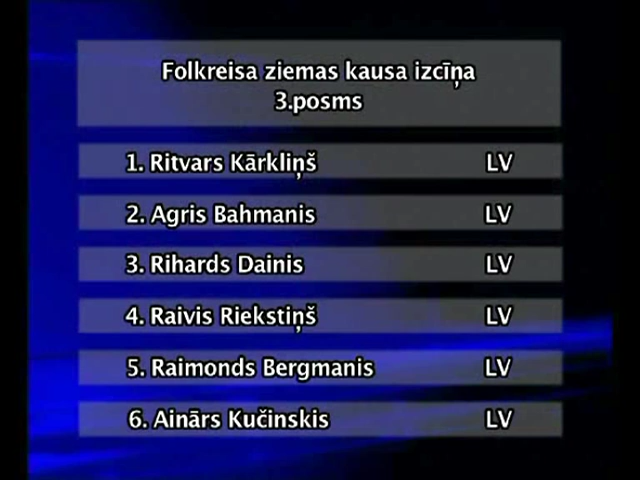 Folkreisa ziemas kausa izcīņa
3.posms
1. Ritvars Kārkliņš LV
2. Agris Bahmanis LV
3. Rihards Dainis LV
4. Raivis Riekstiņš LV
5. Raimonds Bergmanis LV
6. Ainārs Kučinskis LV